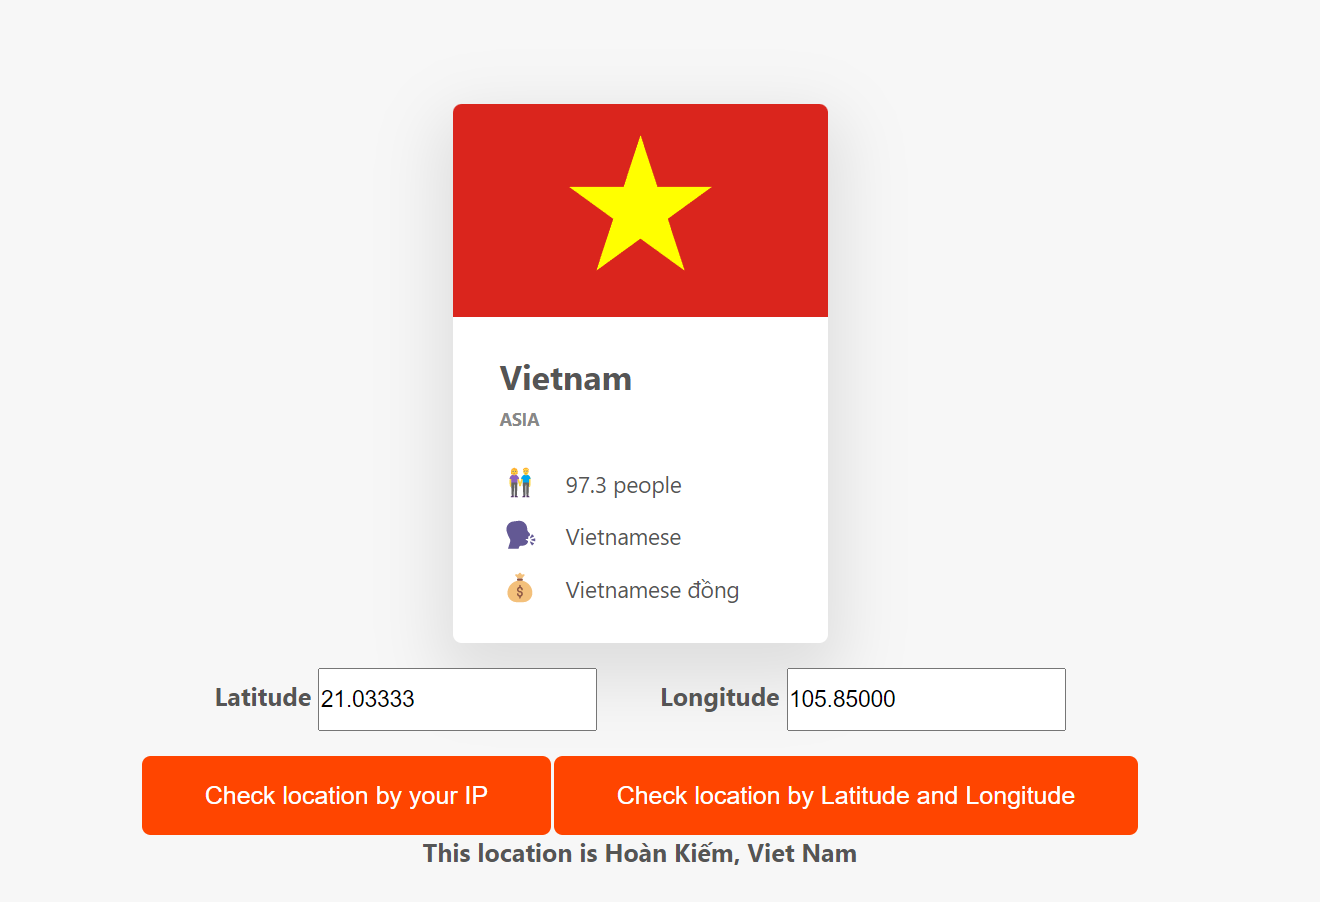 Vietnam
ASIA
97.3 people
Vietnamese
Vietnamese đồng
Latitude 21.03333 Longitude 105.85000
Check location by your IP Check location by Latitude and Longitude
This location is Hoàn Kiếm, Viet Nam